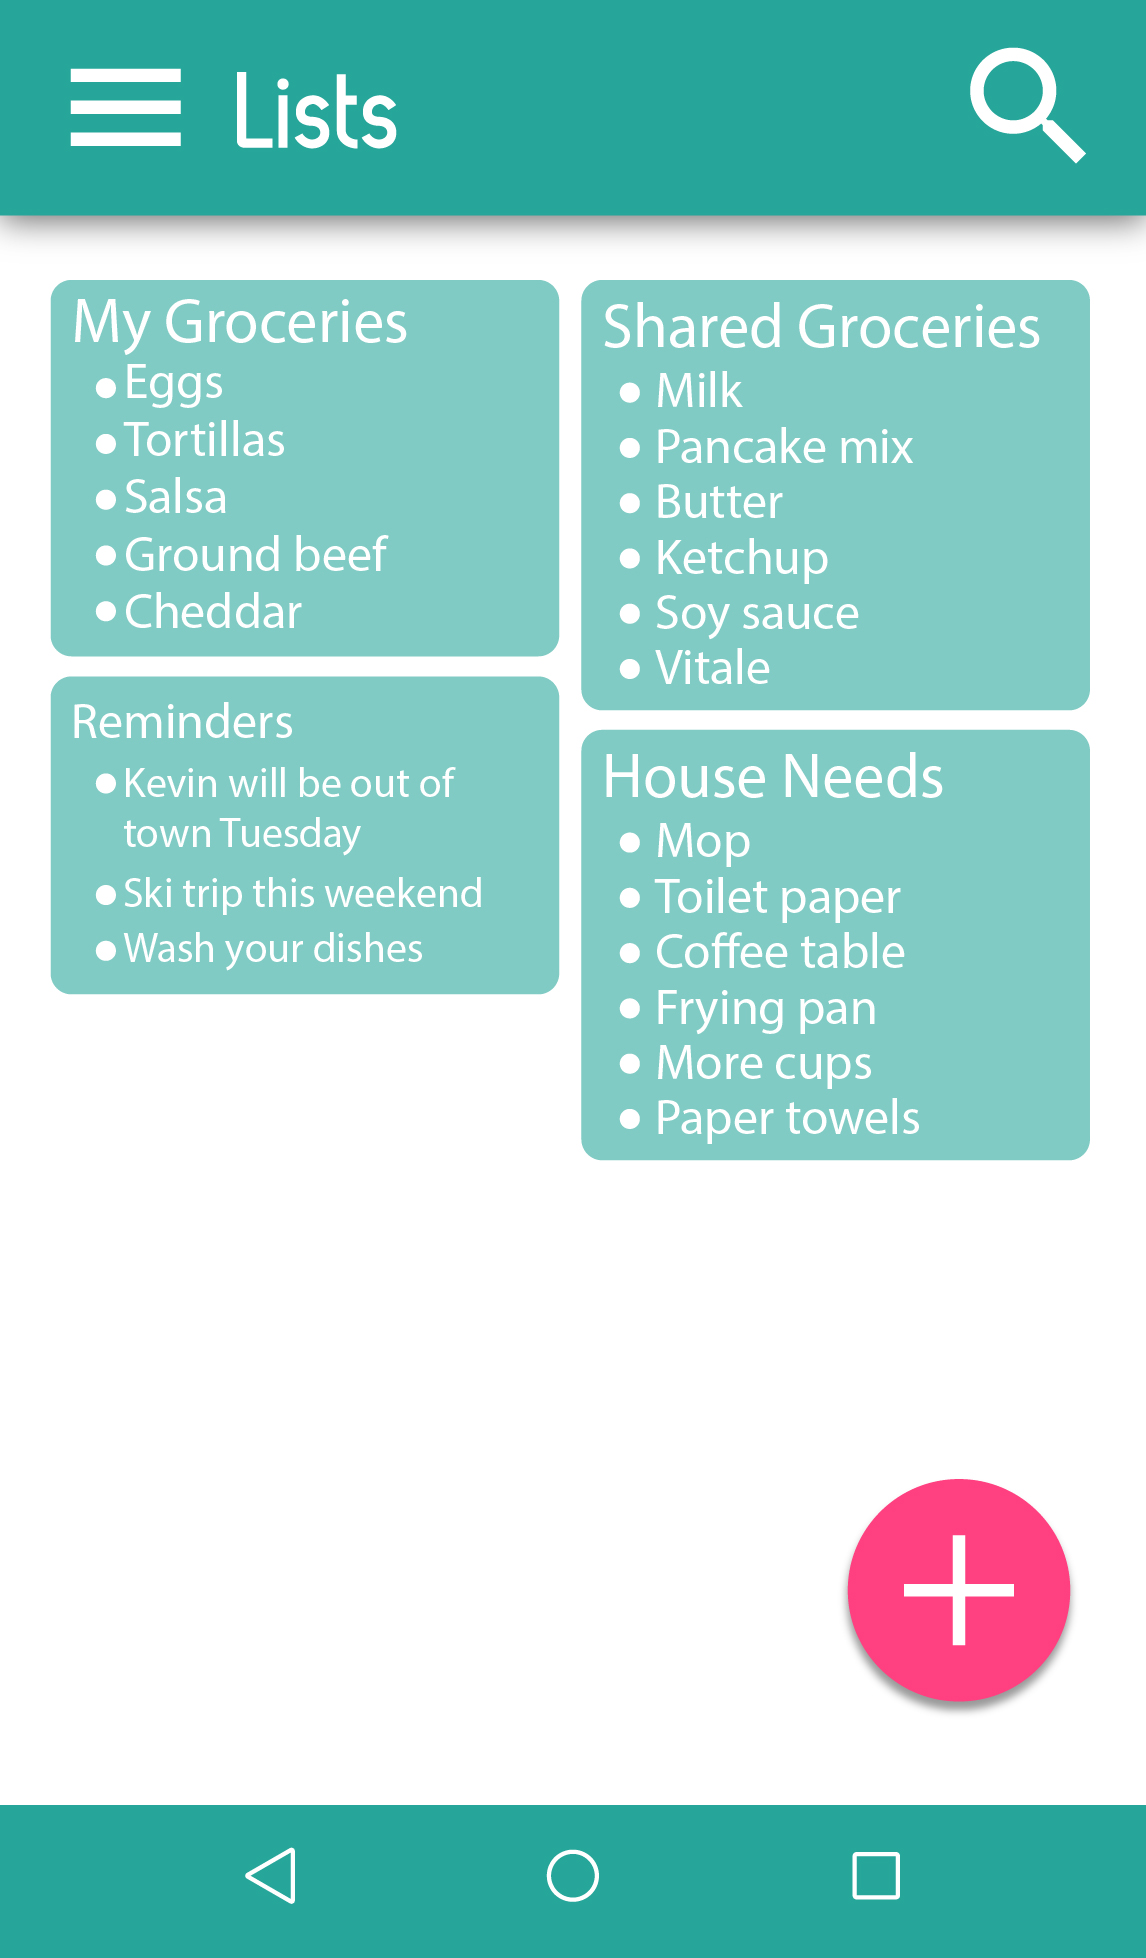 Lists
My Groceries
Eggs
Tortillas
Salsa
Ground beef
Cheddar
Reminders
Kevin will be out of
town Tuesday
Ski trip this weekend
Wash your dishes
Shared Groceries
Milk
Pancake mix
Butter
Ketchup
Soy sauce
Vitale
House Needs
Mop
Toilet paper
Coffee table
Frying pan
More cups
Paper towels